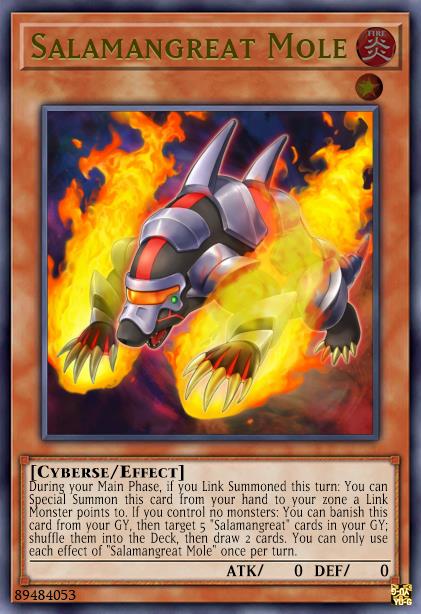 SALAMANGREAT MOLE
FIRE
炎
[CYBERSE/EFFECT]
During your Main Phase, if you Link Summoned this turn: You can
Special Summon this card from your hand to your zone a Link
Monster points to. If you control no monsters: You can banish this
card from your GY, then target 5 "Salamangreat" cards in your GY;
shuffle them into the Deck, then draw 2 cards. You can only use
each effect of "Salamangreat Mole" once per turn.
ATK/ 0 DEF/ 0
89484053